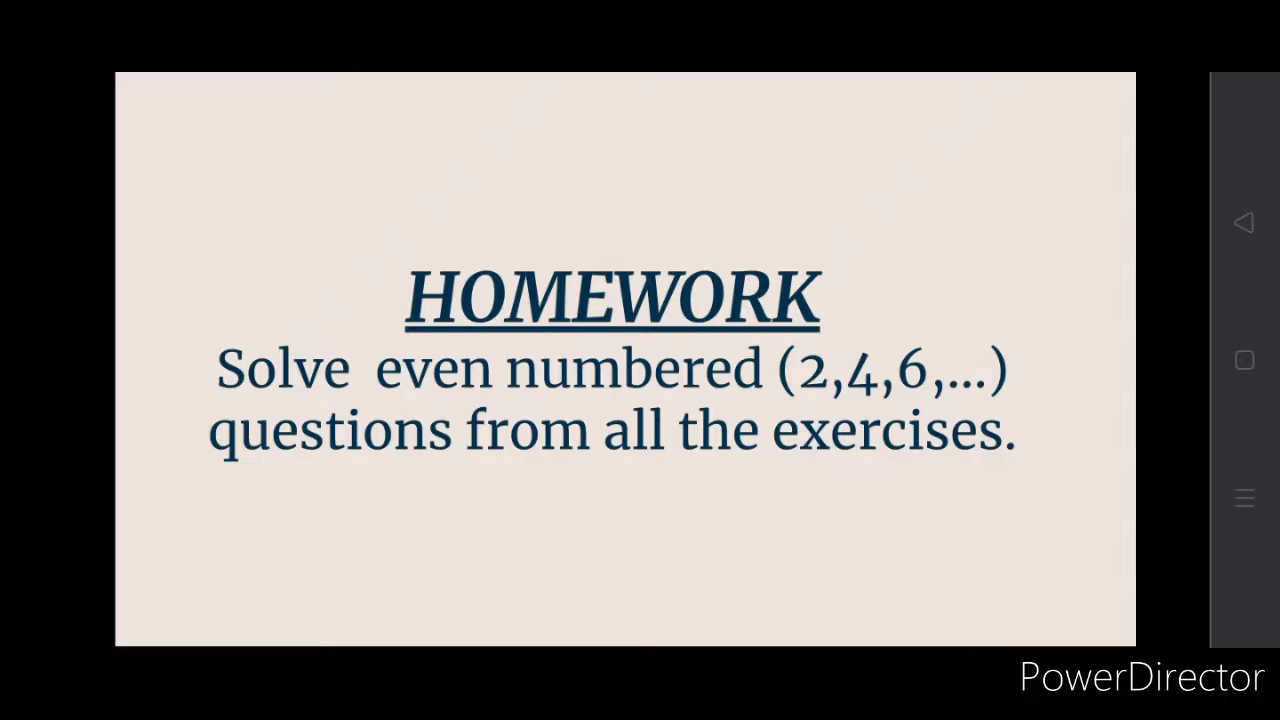 HOMEWORK
Solve  even numbered (2,4,6,...)
questions from all the exercises.
PowerDirector